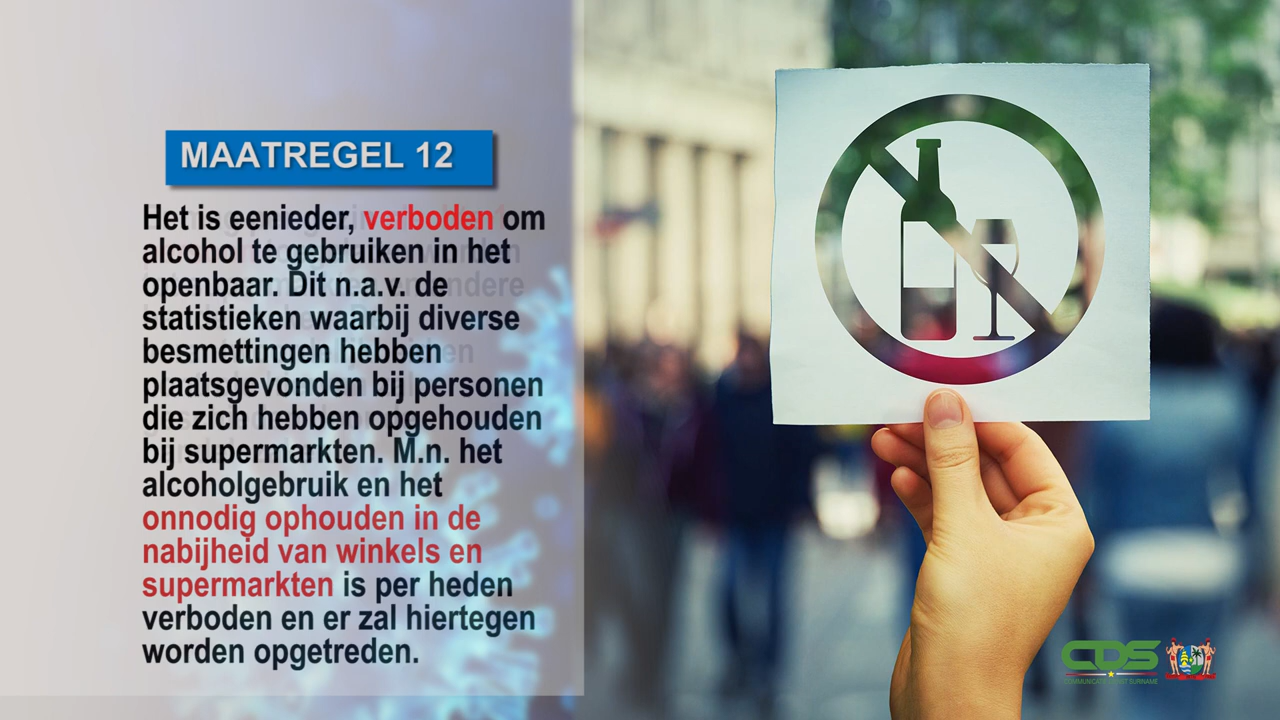 MAATREGEL 12
Het is eenieder, verboden om
alcohol te gebruiken in het
openbaar. Dit n.a.v. de
statistieken waarbij diverse
besmettingen hebben
plaatsgevonden bij personen
die zich hebben opgehouden
bij supermarkten. M.n. het
alcoholgebruik en het
onnodig ophouden in de
nabijheid van winkels en
supermarkten is per heden
verboden en er zal hiertegen
worden opgetreden.
CDS
SURINAME